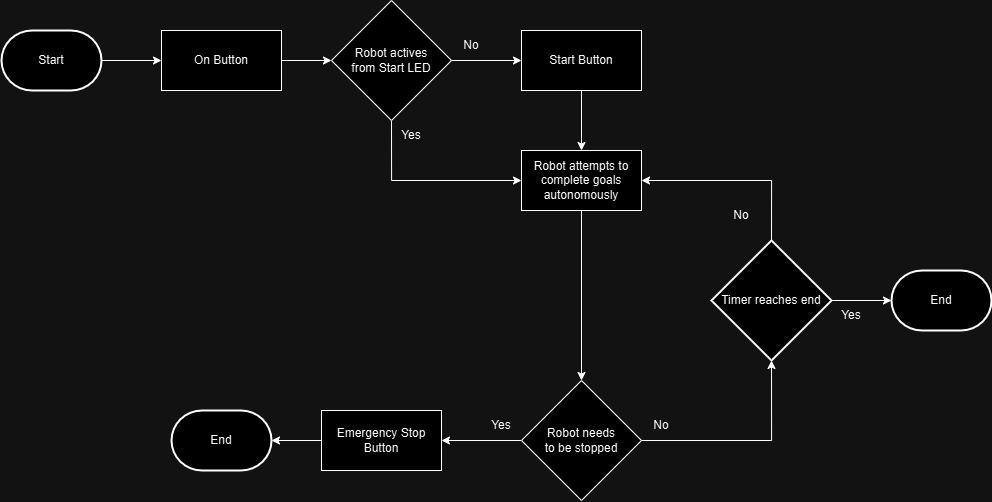 Start
On Button
Robot actives
from Start LED
No
Start Button
Yes
Robot attempts to
complete goals
autonomously
No
Timer reaches end
Yes
End
End
Emergency Stop
Button
Yes
Robot needs
to be stopped
No